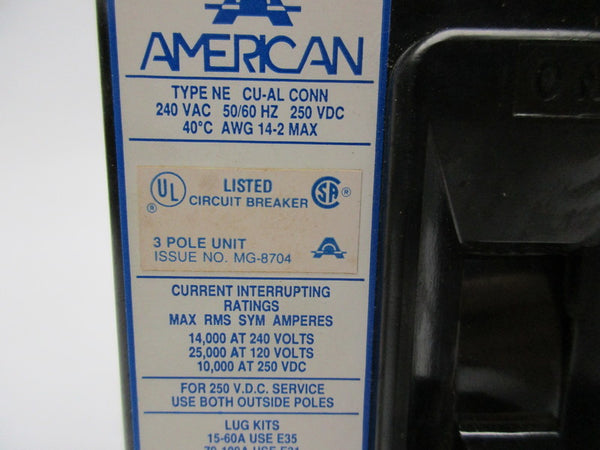 AMERICAN
TYPE NE CU-AL CONN
240 VAC 50/60 HZ 250 VDC
40°C AWG 14-2 MAX
UL ® LISTED SA ®
CIRCUIT BREAKER
3 POLE UNIT
ISSUE NO. MG-8704
CURRENT INTERRUPTING
RATINGS
MAX RMS SYM AMPERES
14,000 AT 240 VOLTS
25,000 AT 120 VOLTS
10,000 AT 250 VDC
FOR 250 V.D.C. SERVICE
USE BOTH OUTSIDE POLES
LUG KITS
15-60A USE E35
ON